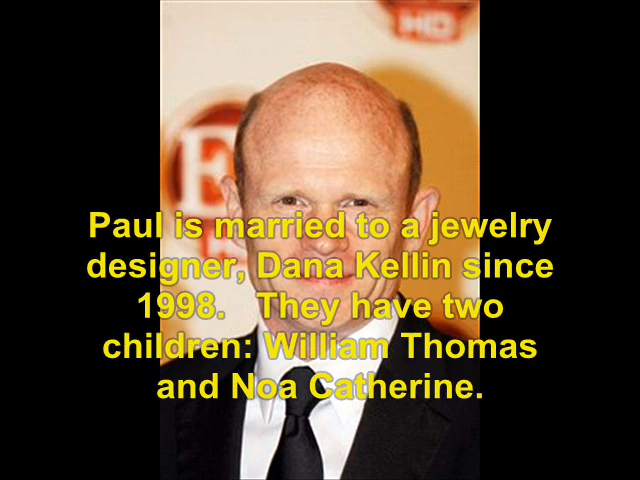 HD
E
Paul is married to a jewelry
designer, Dana Kellin since
1998. They have two
children: William Thomas
and Noa Catherine.